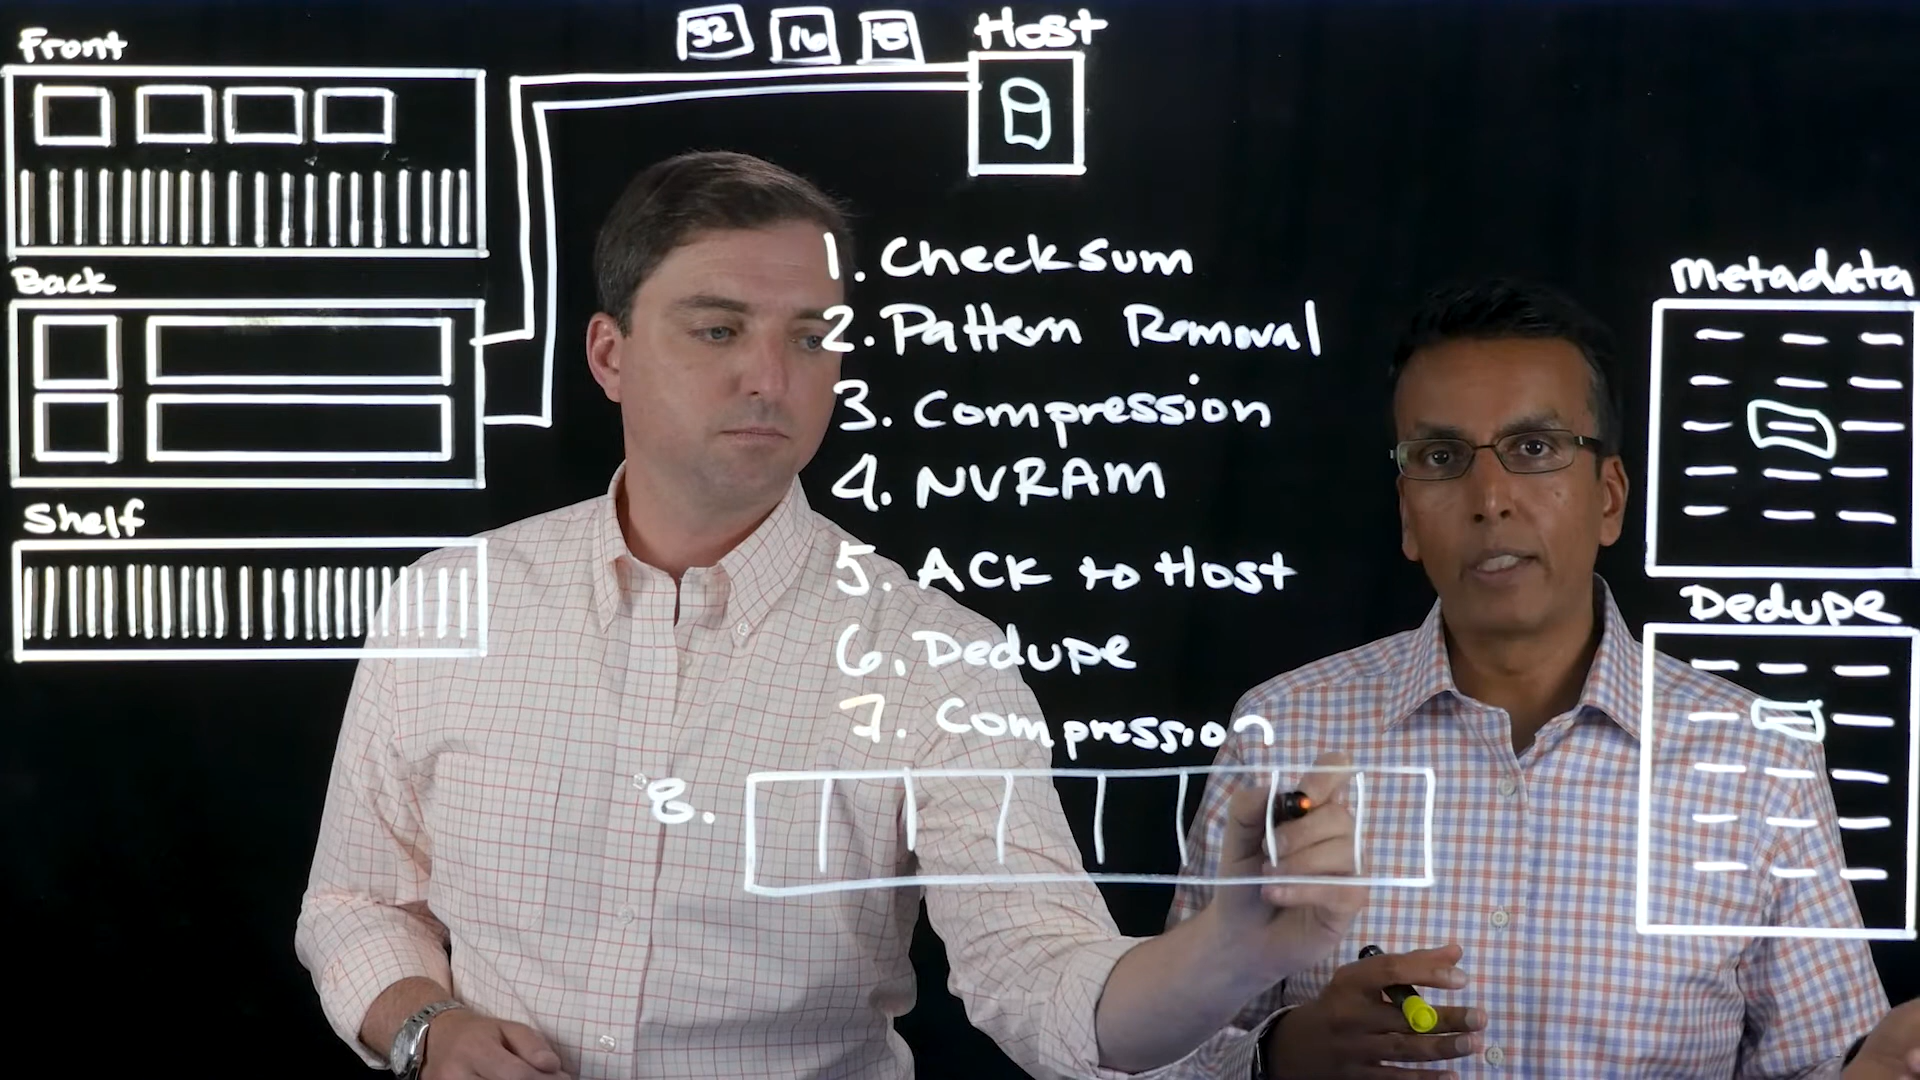 Front
32 16 Host
Back
Shelf
1. Checksum
2. Pattern Removal
3. Compression
4. NVRAM
5. ACK to Host
6. Dedupe
7. Compression
8.
Metadata
Dedupe